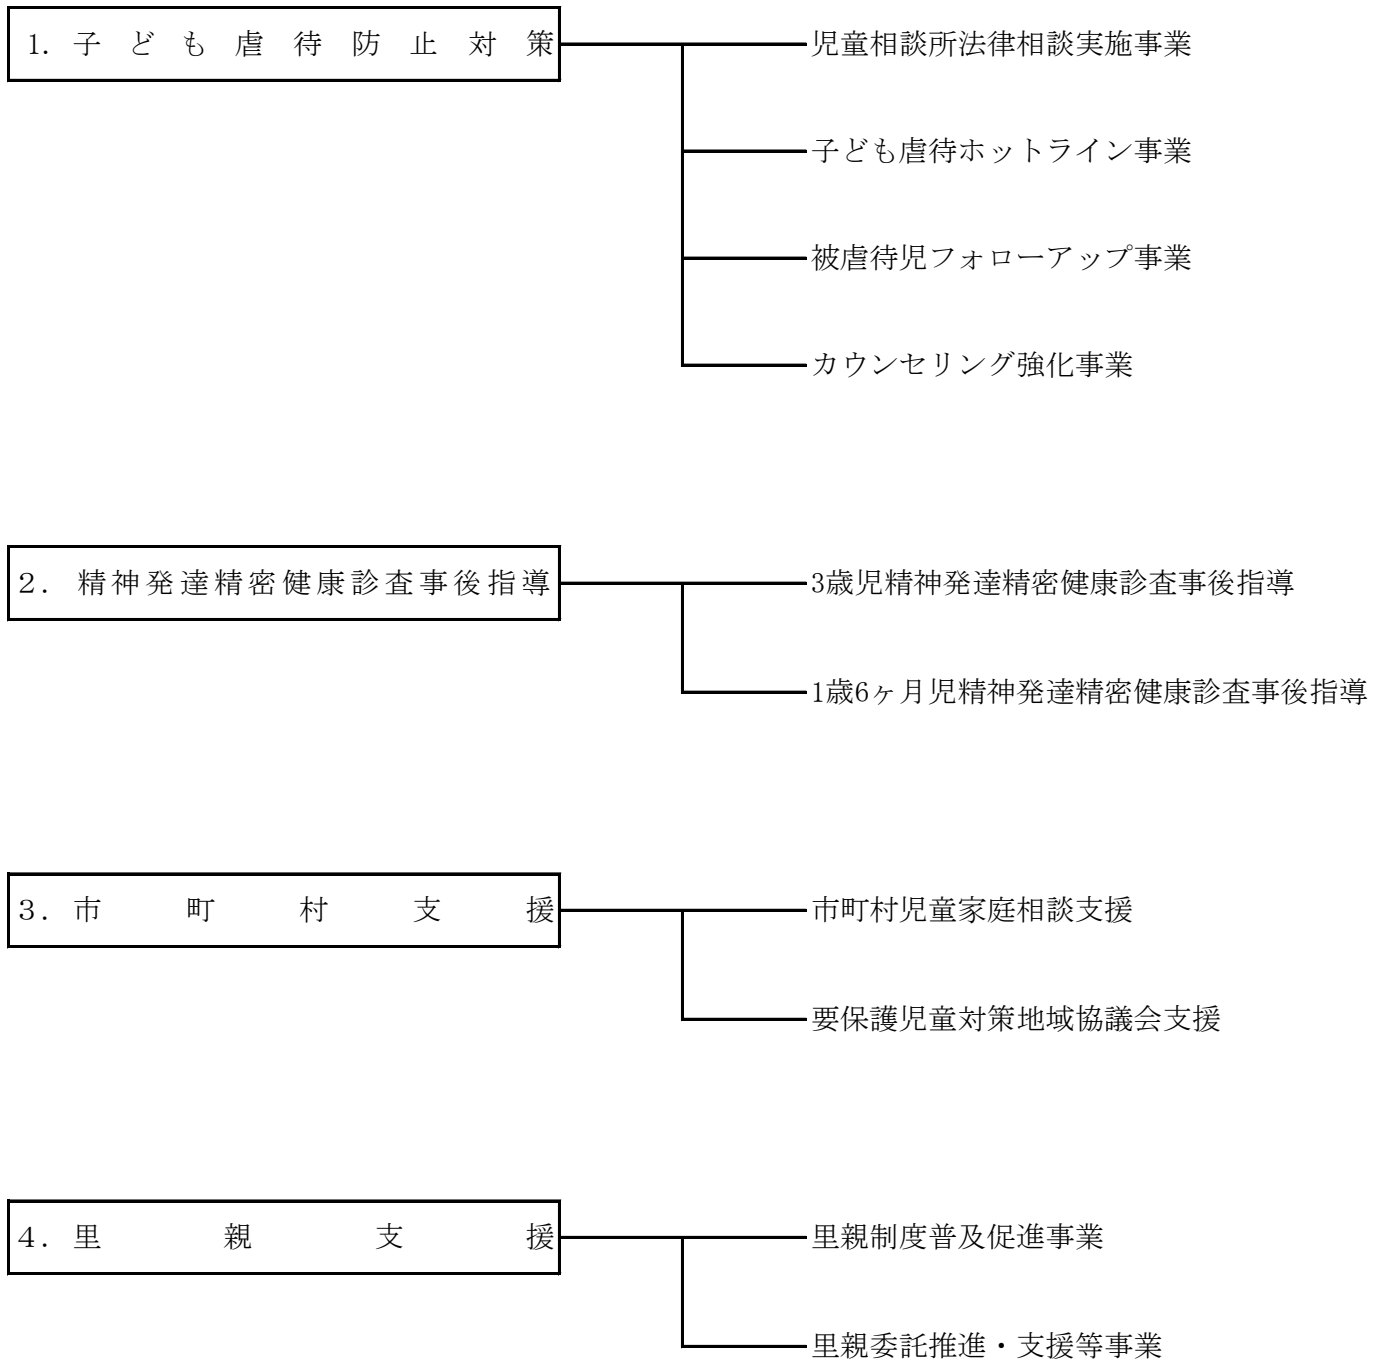 1. 子ども虐待防止対策
児童相談所法律相談実施事業
子ども虐待ホットライン事業
被虐待児フォローアップ事業
カウンセリング強化事業
2. 精神発達精密健康診査事後指導
3歳児精神発達精密健康診査事後指導
1歳6ヶ月児精神発達精密健康診査事後指導
3. 市町村支援
市町村児童家庭相談支援
要保護児童対策地域協議会支援
4. 里親支援
里親制度普及促進事業
里親委託推進・支援等事業